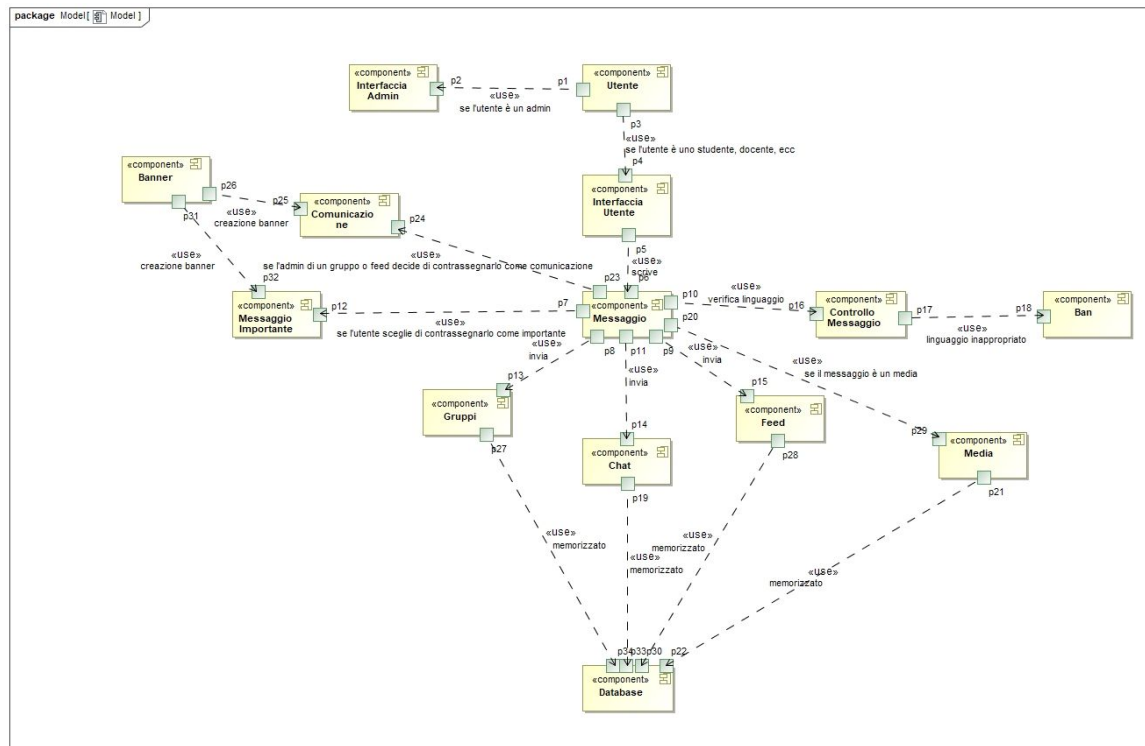 package Model [ Model ]
«component»
Interfaccia
Admin
p2
p1
«use»
se l'utente è un admin
«component»
Utente
p3
«use»
se l'utente è uno studente, docente, ecc
p4
«component»
Interfaccia
Utente
p5
«use»
scrive
p6
«component»
Banner
p26
p31
p25
«use»
creazione banner
«component»
Comunicazio
ne
p24
«use»
creazione banner
p32
«use»
se l'admin di un gruppo o feed decide di contrassegnarlo come comunicazione
p23
«component»
Messaggio
Importante
p12
p7
«use»
se l'utente sceglie di contrassegnarlo come importante
«component»
Messaggio
p10
p20
«use»
verifica linguaggio
p16
«component»
Controllo
Messaggio
p17
p18
«use»
linguaggio inappropriato
«component»
Ban
p8
p11
p9
«use»
invia
p13
«use»
invia
p14
«use»
invia
p15
«use»
se il messaggio è un media
p29
«component»
Gruppi
p27
«component»
Chat
p19
«component»
Feed
p28
«component»
Media
p21
«use»
memorizzato
«use»
memorizzato
«use»
memorizzato
«use»
memorizzato
p34
p33
p30
p22
«component»
Database